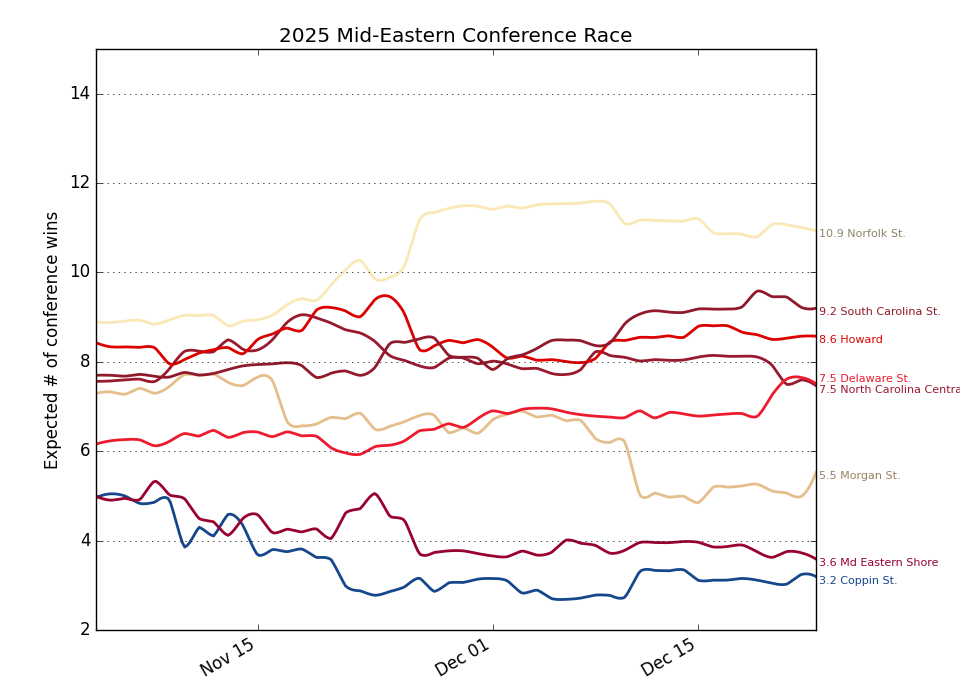 2025 Mid-Eastern Conference Race
Expected # of conference wins
14
12
10
8
6
4
2
Nov 15
Dec 01
Dec 15
10.9 Norfolk St.
9.2 South Carolina St.
8.6 Howard
7.5 Delaware St.
7.5 North Carolina Centra
5.5 Morgan St.
3.6 Md Eastern Shore
3.2 Coppin St.